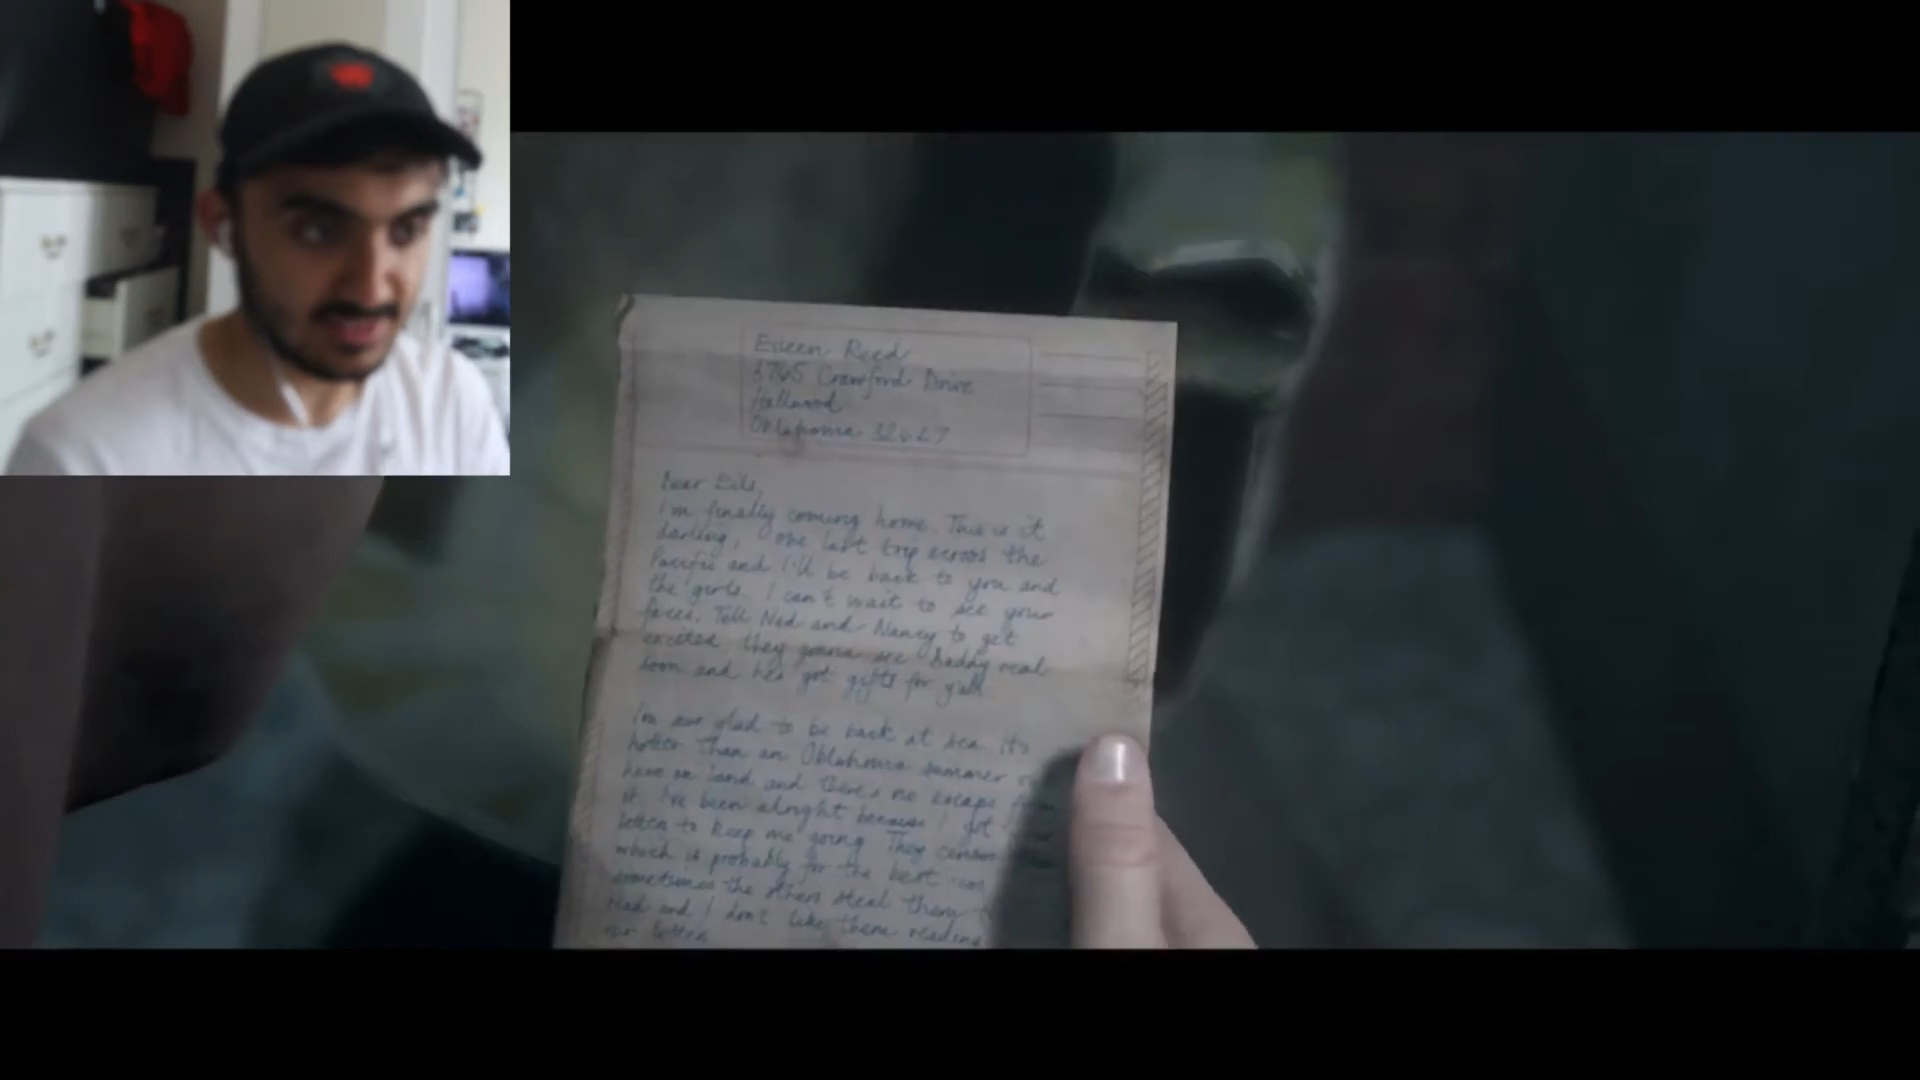 Eileen Reed
6745 Crawford Drive
Hallwood
Oklahoma 32627
Dear Eile,
I'm finally coming home. This is it
darling, one last trip across the
Pacific and I'll be back to you and
the girls. I can't wait to see your
faces. Tell Ned and Nancy to get
excited, they gonna see Daddy real
soon and he's got gifts for y'all
I'm sure glad to be back at sea. It's
hotter than an Oklahoma summer
here on land and there's no escape
it. I've been alright because I got
letters to keep me going. They censor
which is probably for the best
sometimes the others steal them
read and I don't like them reading
our letters